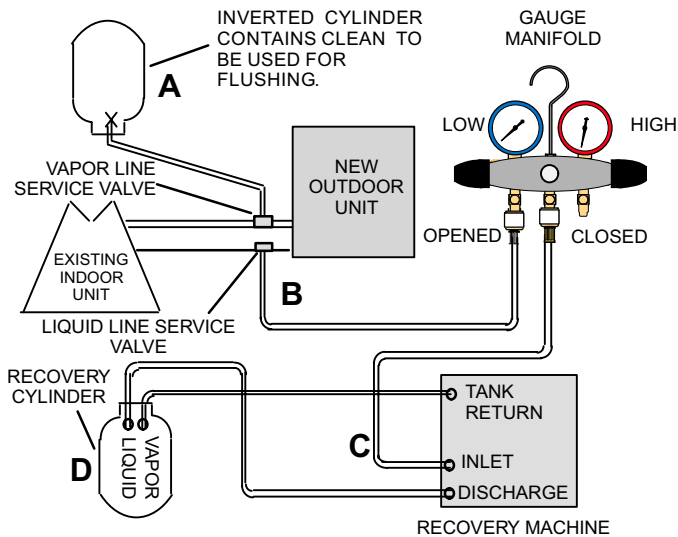 INVERTED CYLINDER
CONTAINS CLEAN TO
BE USED FOR
FLUSHING.
A
GAUGE
MANIFOLD
LOW
HIGH
VAPOR LINE
SERVICE VALVE
NEW
OUTDOOR
UNIT
OPENED
CLOSED
EXISTING
INDOOR
UNIT
B
LIQUID LINE SERVICE
VALVE
RECOVERY
CYLINDER
TANK
RETURN
C
D
LIQUID
VAPOR
INLET
DISCHARGE
RECOVERY MACHINE